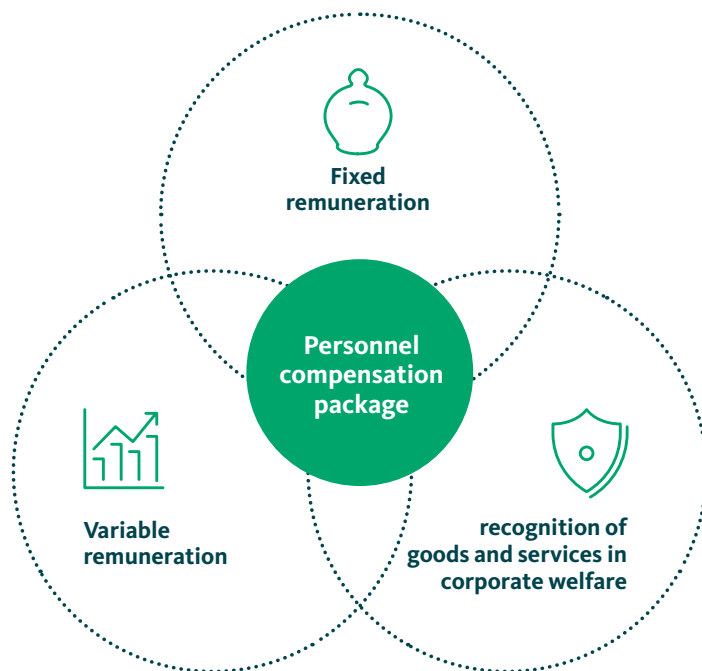 Fixed
remuneration
Personnel
compensation
package
Variable
remuneration
recognition of
goods and services in
corporate welfare